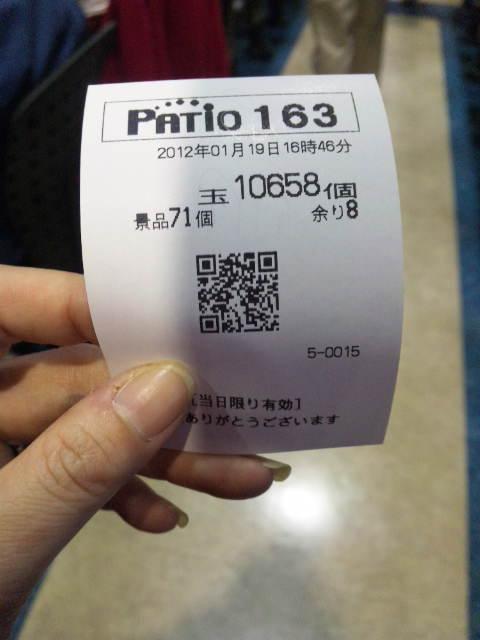 PATIO 163
2012年01月19日16時46分
玉 10658個
景品71個 余り8
5-0015
[当日限り有効]
ありがとうございます